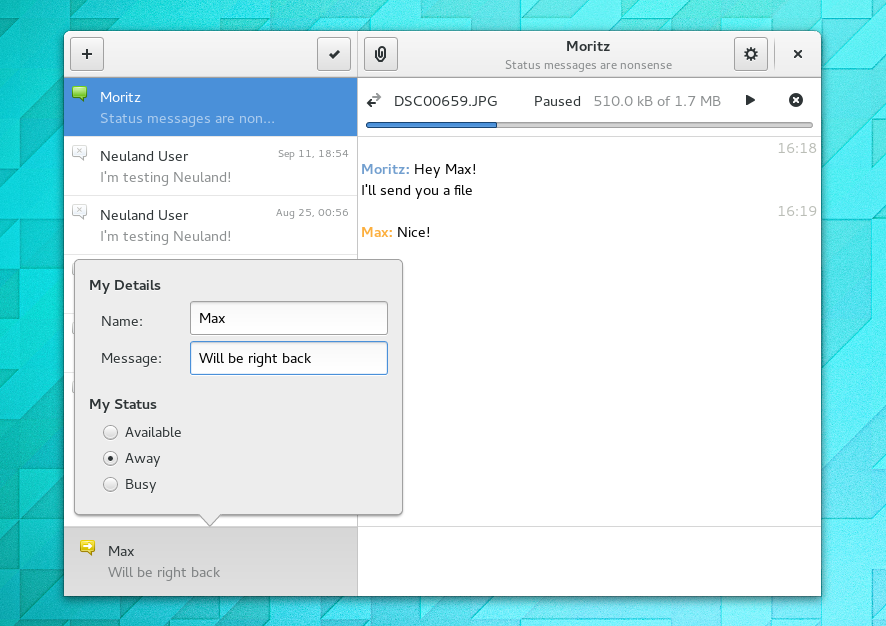 Moritz
Status messages are nonsense
Moritz
Status messages are non...
Neuland User Sep 11, 18:54
I'm testing Neuland!
Neuland User Aug 25, 00:56
I'm testing Neuland!
My Details
Name: Max
Message: Will be right back
My Status
Available
Away
Busy
Max
Will be right back
DSC00659.JPG Paused 510.0 kB of 1.7 MB
16:18
Moritz: Hey Max!
I'll send you a file
16:19
Max: Nice!